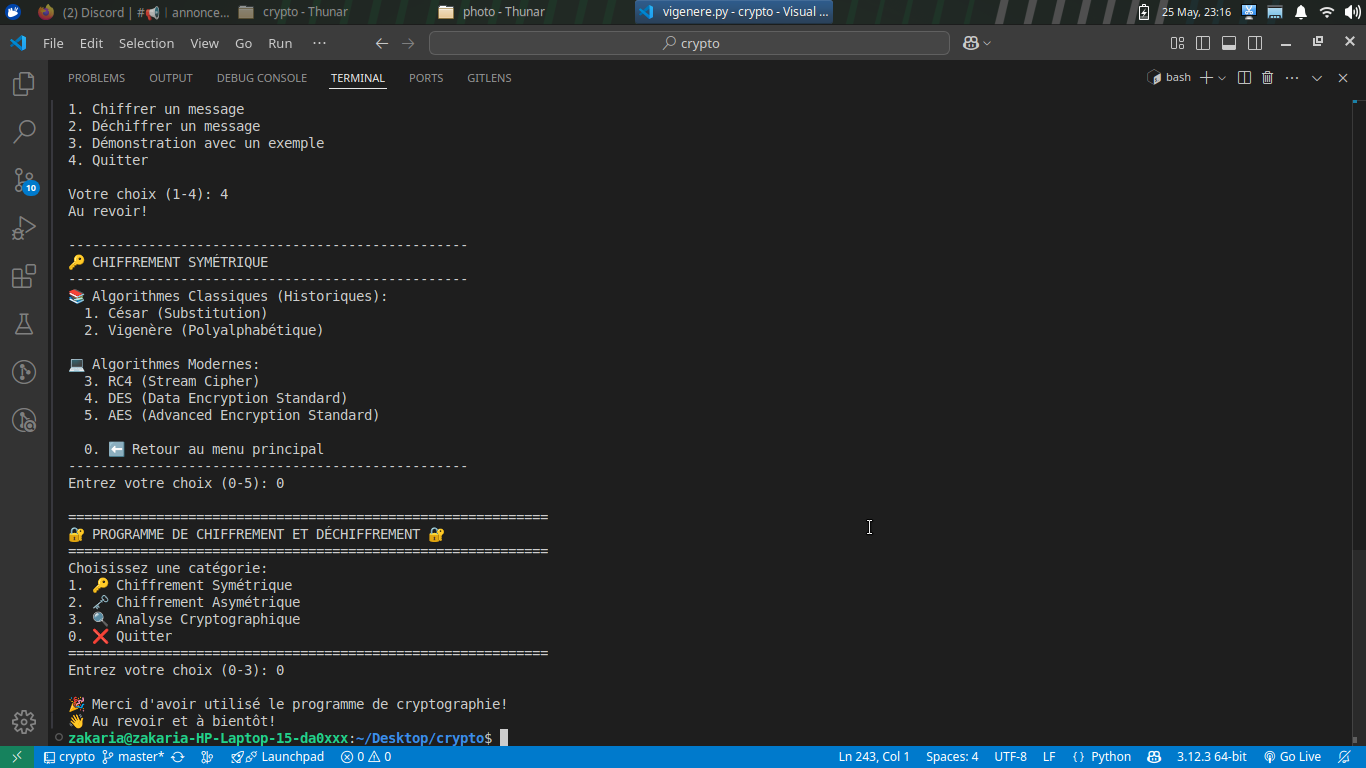 (2) Discord | #📢 | annonce...
crypto - Thunar
photo - Thunar
vigenere.py - crypto - Visual ...
25 May, 23:16
File Edit Selection View Go Run ···
crypto
PROBLEMS OUTPUT DEBUG CONSOLE TERMINAL PORTS GITLENS
bash
10
1. Chiffrer un message
2. Déchiffrer un message
3. Démonstration avec un exemple
4. Quitter
Votre choix (1-4): 4
Au revoir!
--------------------------------------------------
🔑 CHIFFREMENT SYMÉTRIQUE
--------------------------------------------------
📚 Algorithmes Classiques (Historiques):
1. César (Substitution)
2. Vigenère (Polyalphabétique)
💻 Algorithmes Modernes:
3. RC4 (Stream Cipher)
4. DES (Data Encryption Standard)
5. AES (Advanced Encryption Standard)
0. ⬅️ Retour au menu principal
--------------------------------------------------
Entrez votre choix (0-5): 0
============================================================
🔐 PROGRAMME DE CHIFFREMENT ET DÉCHIFFREMENT 🔐
============================================================
Choisissez une catégorie:
1. 🔑 Chiffrement Symétrique
2. 🗝️ Chiffrement Asymétrique
3. 🔍 Analyse Cryptographique
0. ❌ Quitter
============================================================
Entrez votre choix (0-3): 0
🎉 Merci d'avoir utilisé le programme de cryptographie!
👋 Au revoir et à bientôt!
zakaria@zakaria-HP-Laptop-15-da0xxx:~/Desktop/crypto$
crypto master* Launchpad 0 0 Ln 243, Col 1 Spaces: 4 UTF-8 LF { } Python 3.12.3 64-bit Go Live